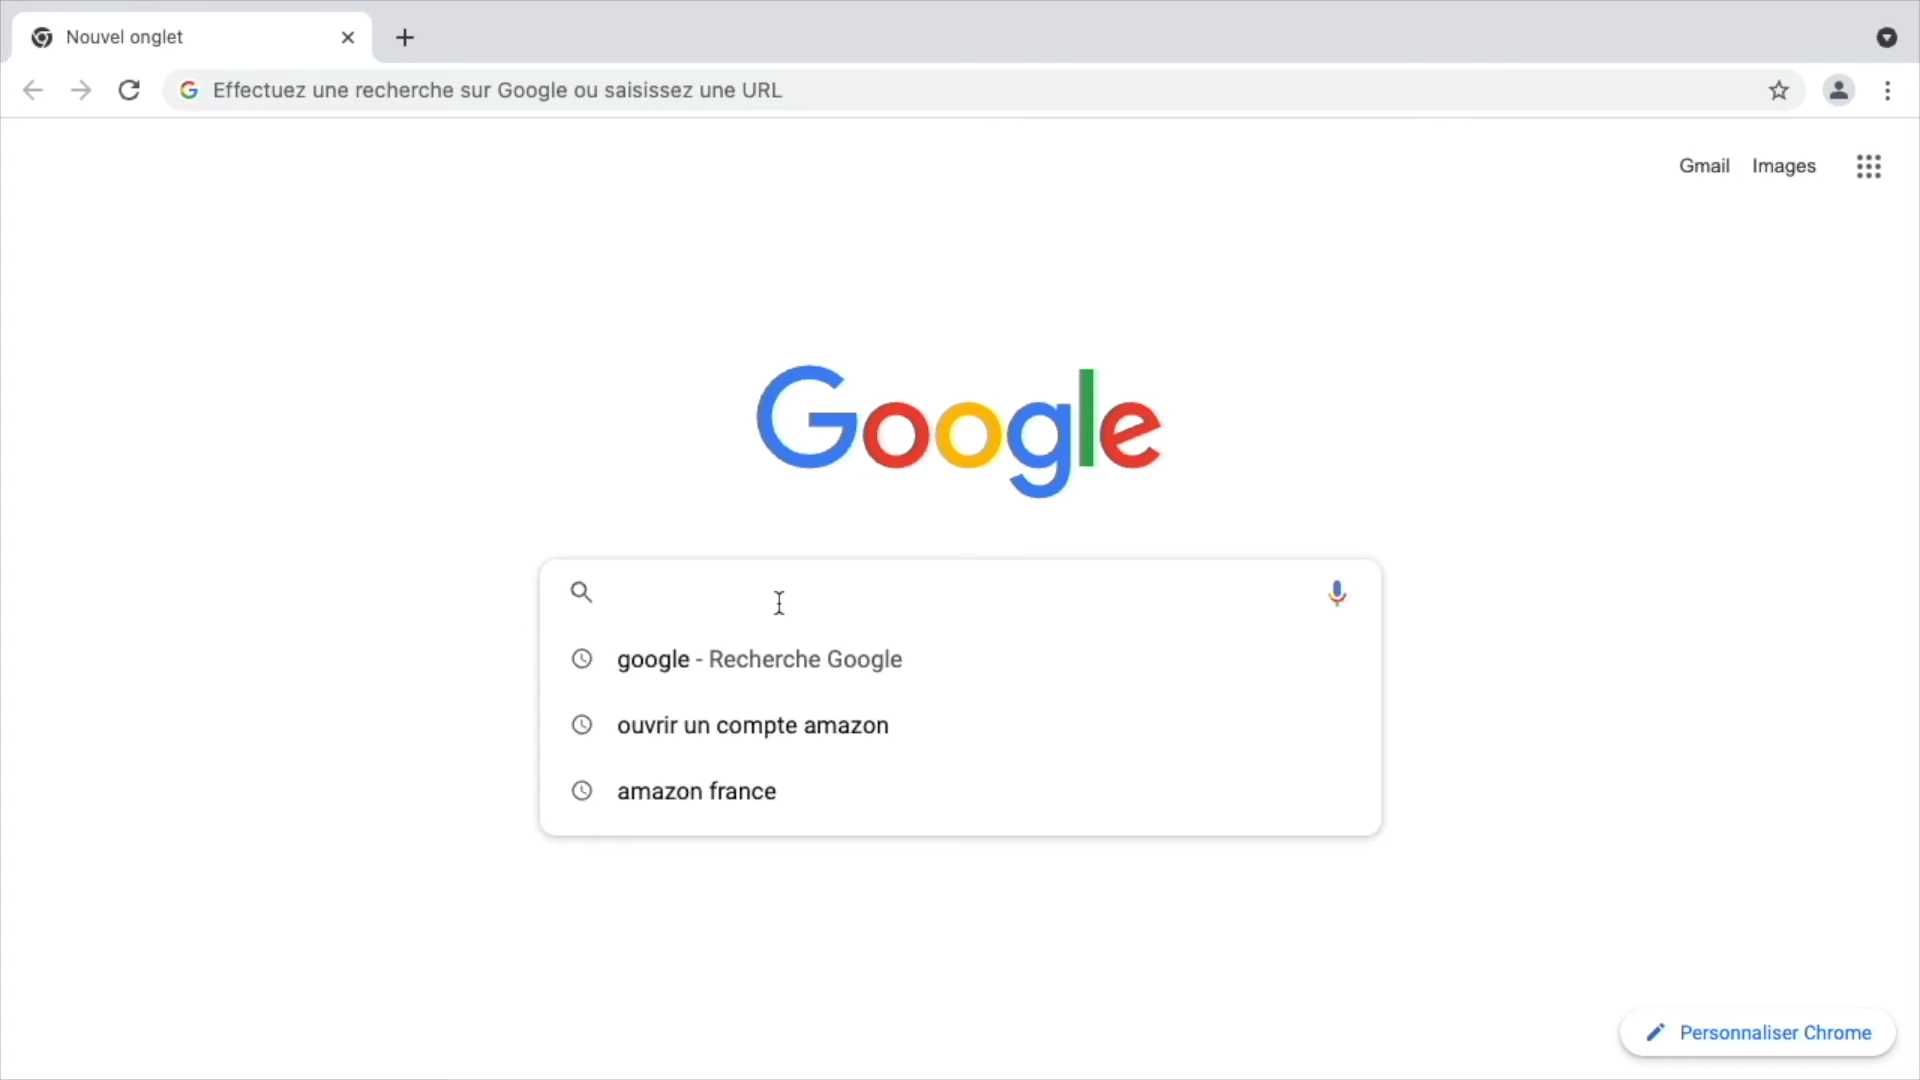 Nouvel onglet
Effectuez une recherche sur Google ou saisissez une URL
Gmail Images
Google
google - Recherche Google
ouvrir un compte amazon
amazon france
Personnaliser Chrome